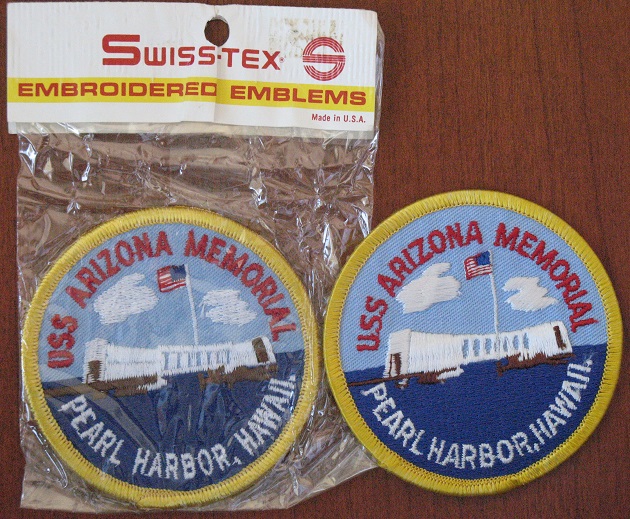 SWISS-TEX®
EMBROIDERED EMBLEMS
Made in U.S.A.
USS ARIZONA MEMORIAL
PEARL HARBOR, HAWAII
USS ARIZONA MEMORIAL
PEARL HARBOR, HAWAII